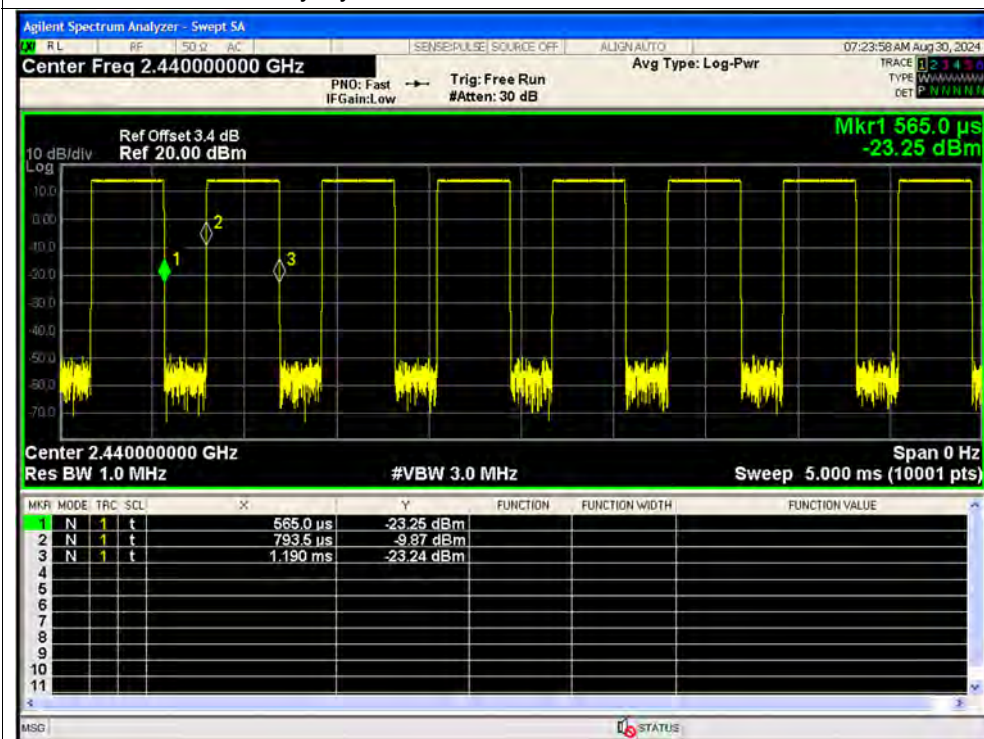 Agilent Spectrum Analyzer - Swept SA
LXI RL RF 50 Ω AC SENSE:PULSE SOURCE OFF ALIGN AUTO 07:23:58 AM Aug 30, 2024
Center Freq 2.440000000 GHz
PNO: Fast
IFGain:Low
Trig: Free Run
#Atten: 30 dB
Avg Type: Log-Pwr
TRACE 1 2 3 4 5 6
TYPE WWWWWW
DET P N N N N N
Mkr1 565.0 µs
-23.25 dBm
10 dB/div
Log
Ref Offset 3.4 dB
Ref 20.00 dBm
10.0
0.00
-10.0
-20.0
-30.0
-40.0
-50.0
-60.0
-70.0
1
2
3
Center 2.440000000 GHz Span 0 Hz
Res BW 1.0 MHz #VBW 3.0 MHz Sweep 5.000 ms (10001 pts)
MKR MODE TRC SCL X Y FUNCTION FUNCTION WIDTH FUNCTION VALUE
1 N 1 t 565.0 µs -23.25 dBm
2 N 1 t 793.5 µs -9.87 dBm
3 N 1 t 1.190 ms -23.24 dBm
4
5
6
7
8
9
10
11
MSG STATUS